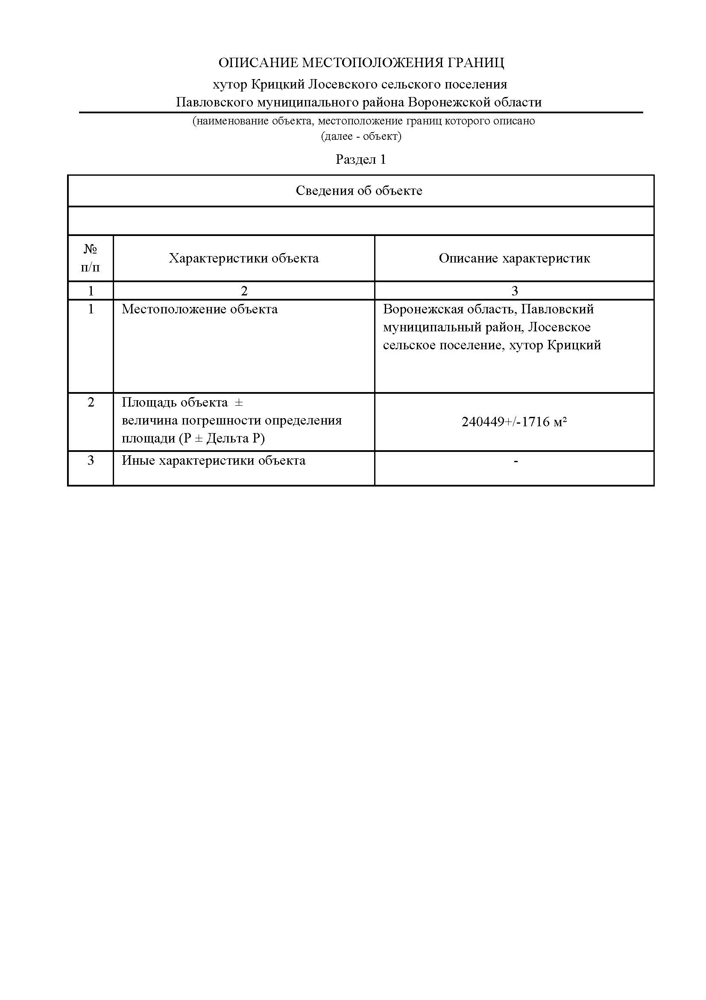 ОПИСАНИЕ МЕСТОПОЛОЖЕНИЯ ГРАНИЦ
хутор Крицкий Лосевского сельского поселения
Павловского муниципального района Воронежской области
(наименование объекта, местоположение границ которого описано
(далее - объект)
Раздел 1
Сведения об объекте
№
п/п
Характеристики объекта
Описание характеристик
1
2
3
1
Местоположение объекта
Воронежская область, Павловский
муниципальный район, Лосевское
сельское поселение, хутор Крицкий
2
Площадь объекта ±
величина погрешности определения
площади (Р ± Дельта Р)
240449+/-1716 м²
3
Иные характеристики объекта
-